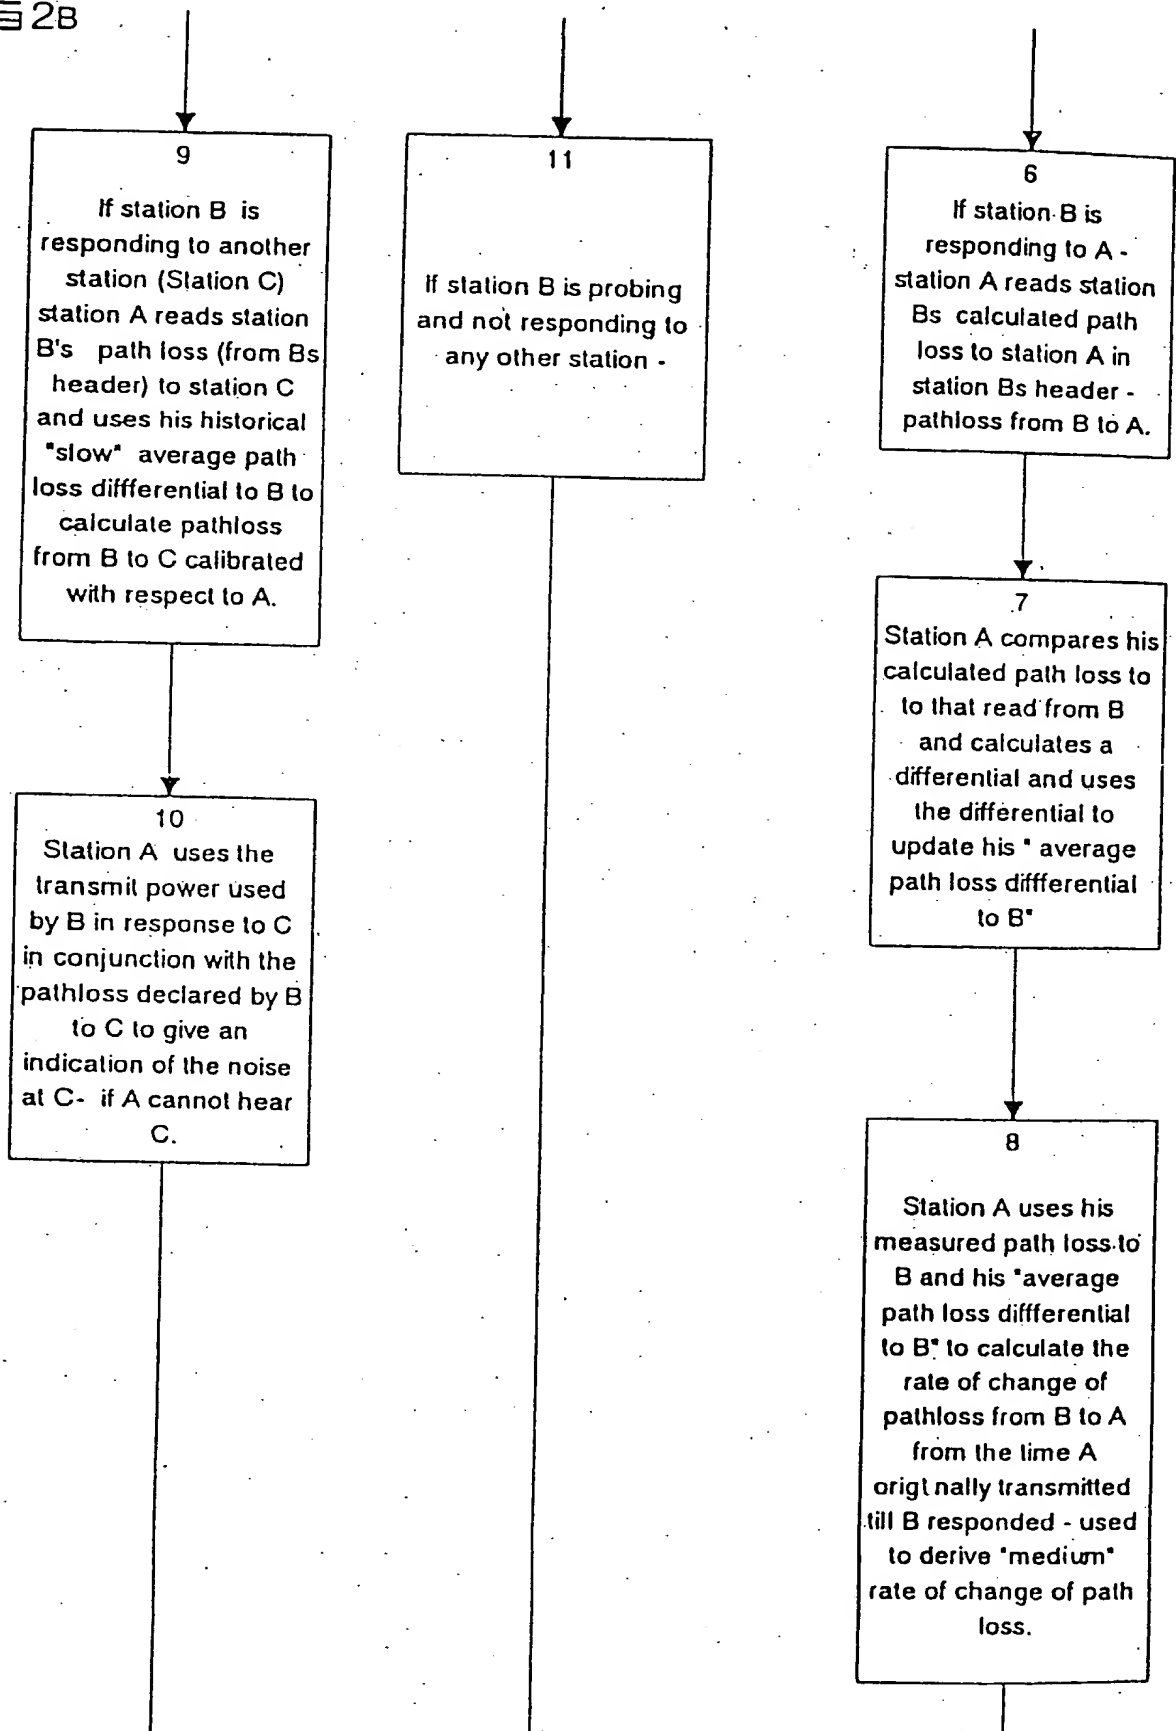 2B
9
If station B is
responding to another
station (Station C)
station A reads station
B's path loss (from Bs
header) to station C
and uses his historical
"slow" average path
loss diffferential to B to
calculate pathloss
from B to C calibrated
with respect to A.
10
Station A uses the
transmit power used
by B in response to C
in conjunction with the
pathloss declared by B
to C to give an
indication of the noise
at C- if A cannot hear
C.
11
If station B is probing
and not responding to
any other station -
6
If station B is
responding to A -
station A reads station
Bs calculated path
loss to station A in
station Bs header -
pathloss from B to A.
7
Station A compares his
calculated path loss to
to that read from B
and calculates a
differential and uses
the differential to
update his " average
path loss diffferential
to B"
8
Station A uses his
measured path loss to
B and his "average
path loss diffferential
to B" to calculate the
rate of change of
pathloss from B to A
from the time A
origt nally transmitted
till B responded - used
to derive "medium"
rate of change of path
loss.